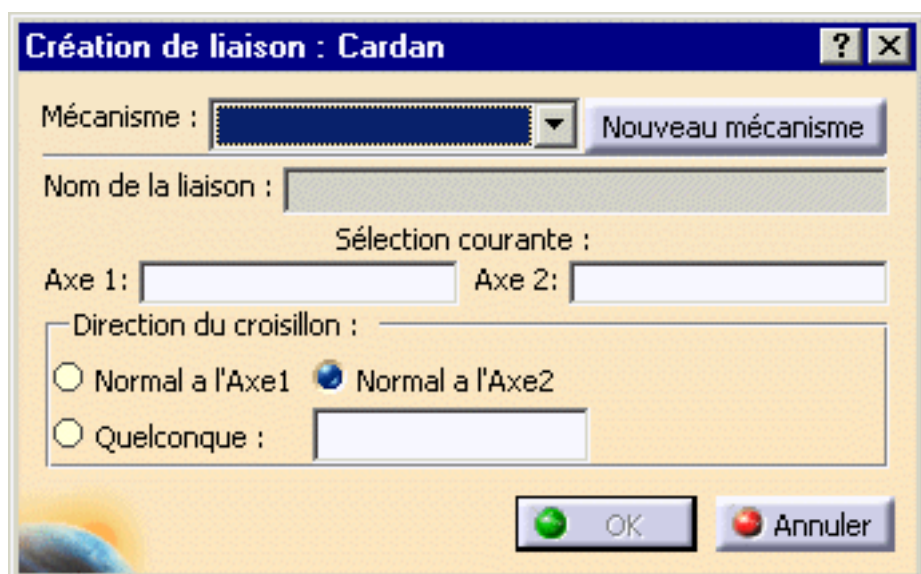 Création de liaison : Cardan
Mécanisme : Nouveau mécanisme
Nom de la liaison :
Sélection courante :
Axe 1: Axe 2:
Direction du croisillon :
Normal a l'Axe1 Normal a l'Axe2
Quelconque :
OK Annuler